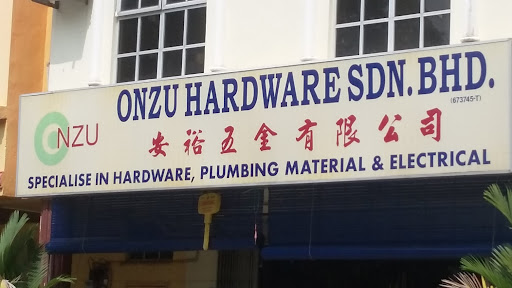 ONZU HARDWARE SDN. BHD.
(673745-T)
ONZU
安裕五金有限公司
SPECIALISE IN HARDWARE, PLUMBING MATERIAL & ELECTRICAL